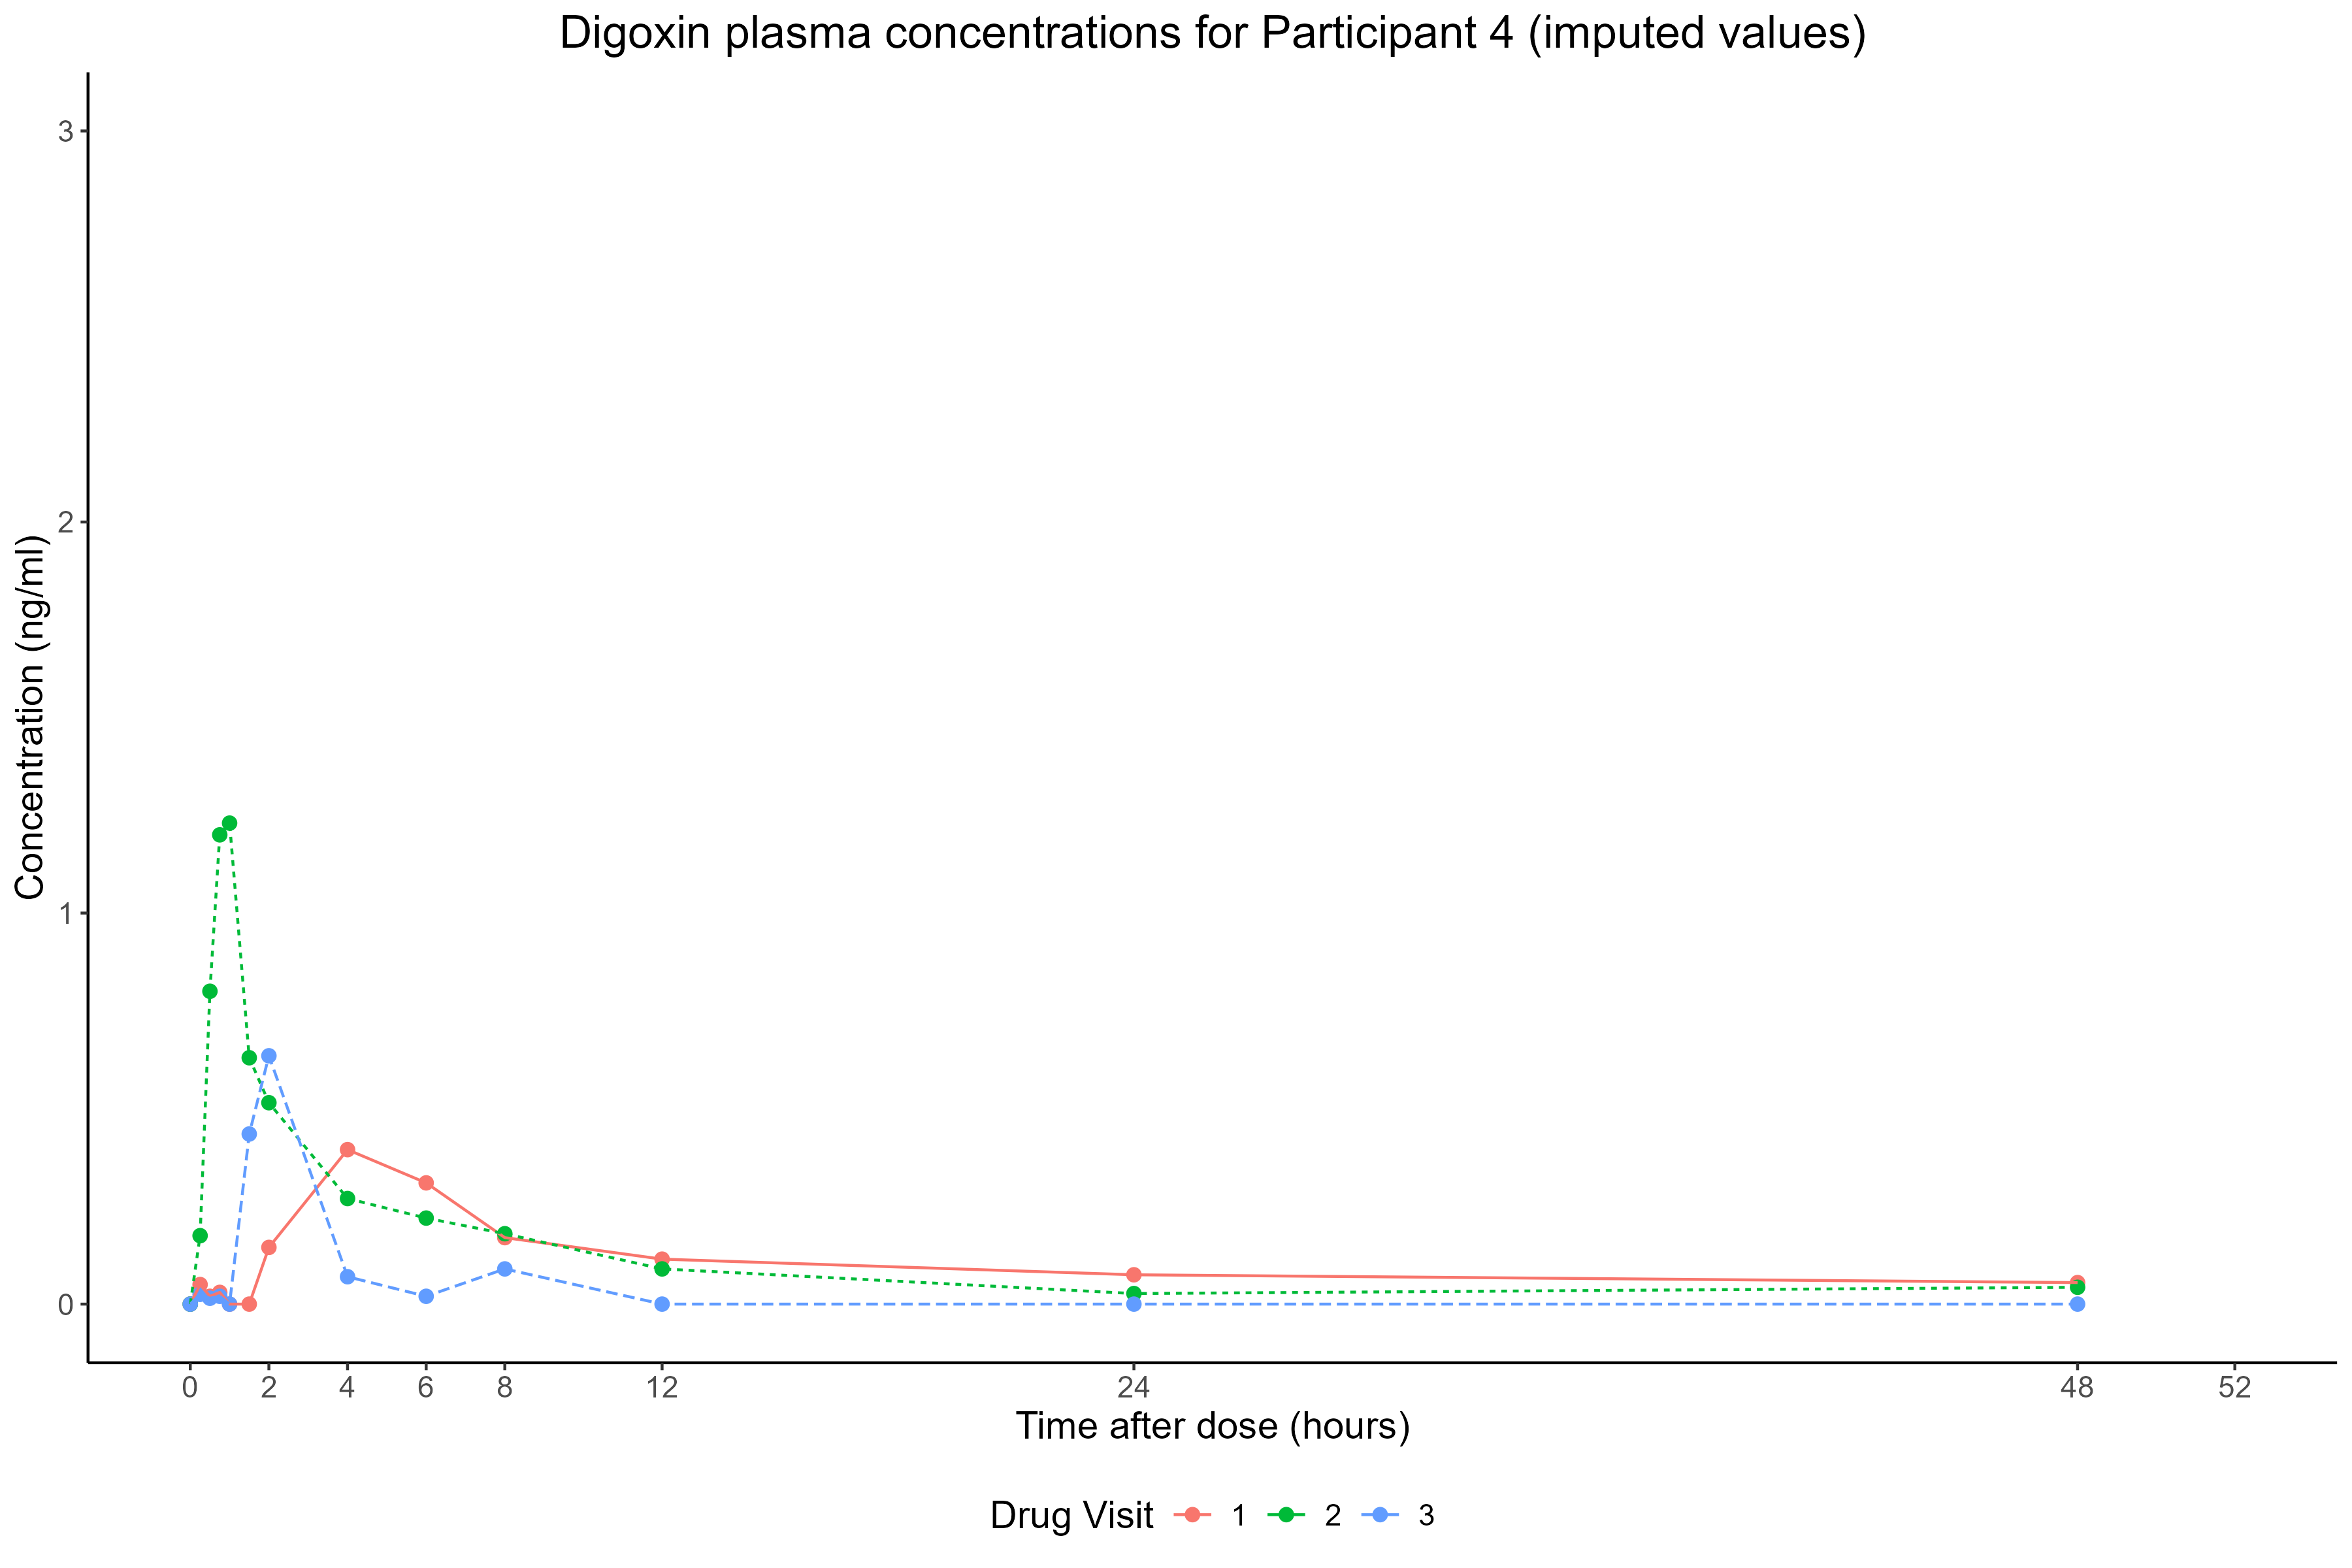 Digoxin plasma concentrations for Participant 4 (imputed values)
Concentration (ng/ml)
3
2
1
0
0 2 4 6 8 12 24 48 52
Time after dose (hours)
Drug Visit 1 2 3